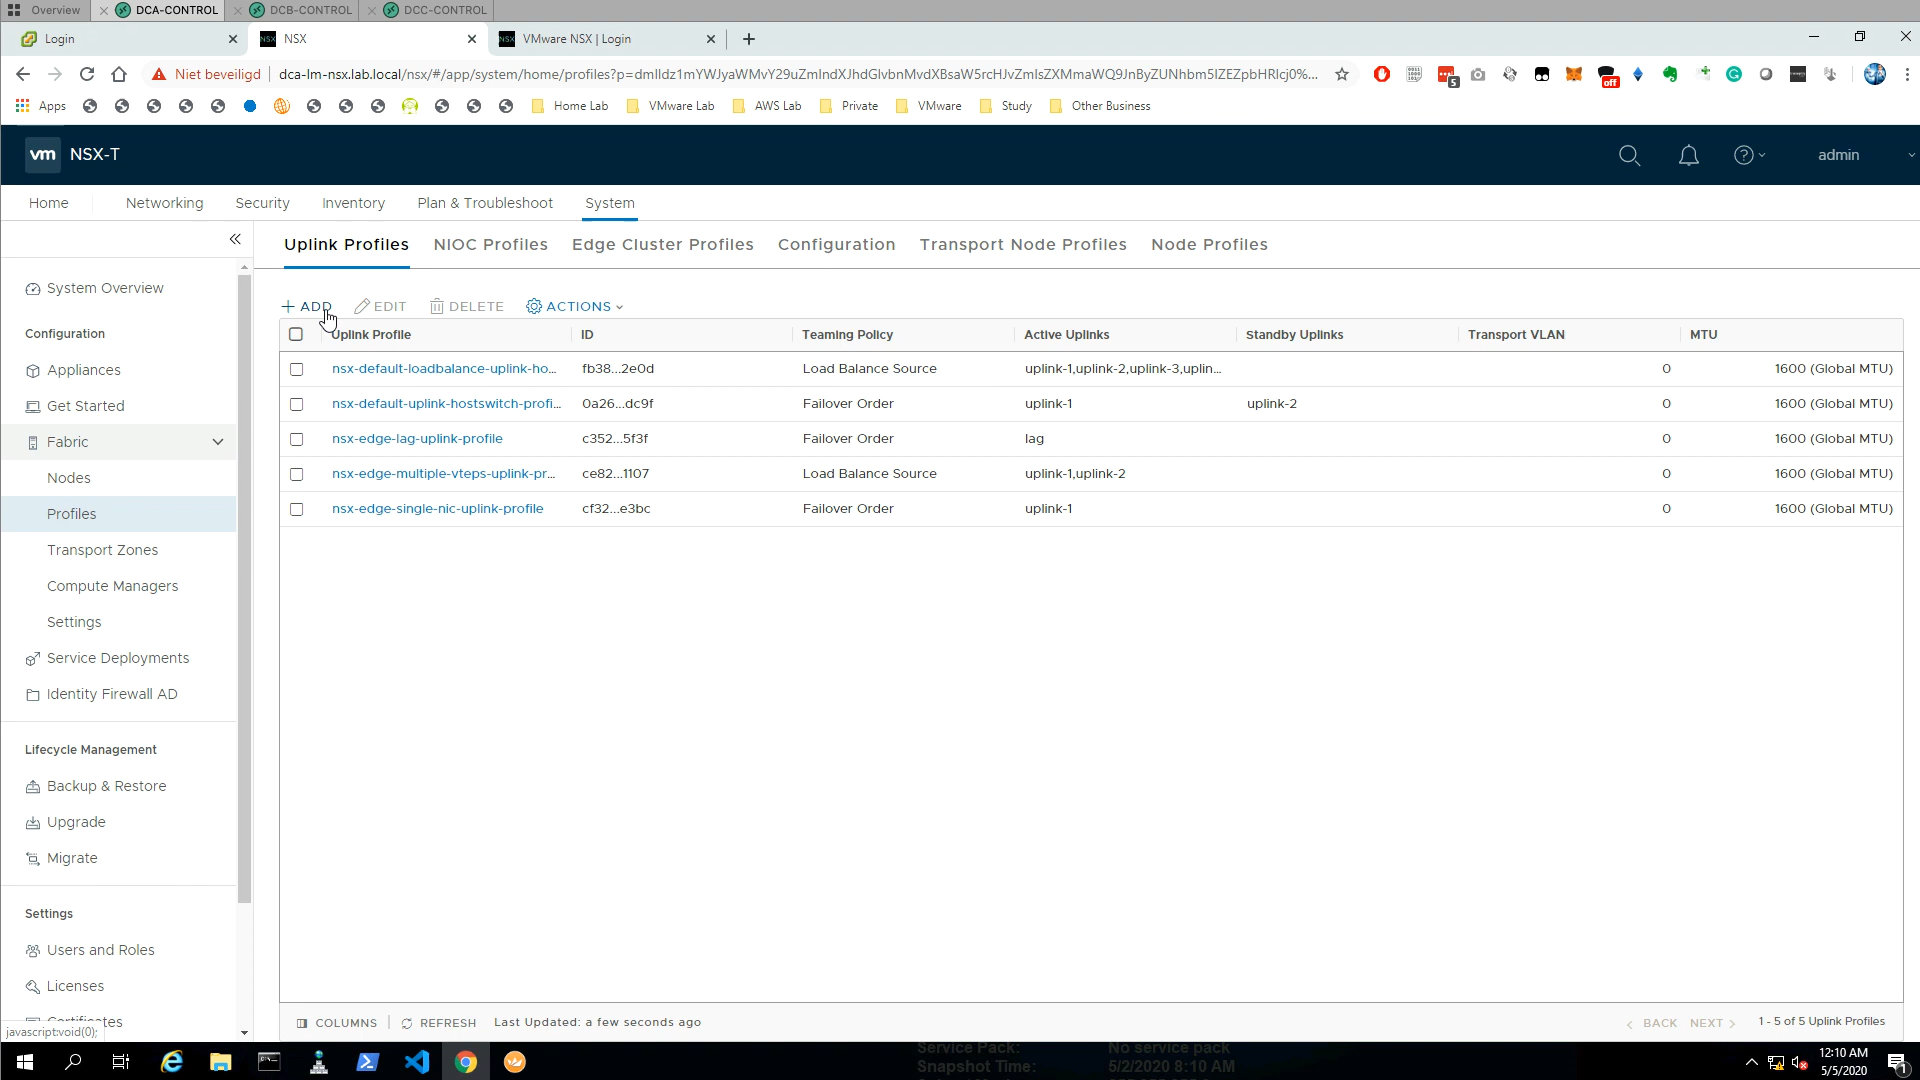 Overview DCA-CONTROL DCB-CONTROL DCC-CONTROL
Login NSX VMware NSX | Login
Niet beveiligd
Apps Home Lab VMware Lab AWS Lab Private VMware Study Other Business
5
off
vm NSX-T admin
Home Networking Security Inventory Plan & Troubleshoot System
Uplink Profiles NIOC Profiles Edge Cluster Profiles Configuration Transport Node Profiles Node Profiles
System Overview
Configuration
Appliances
Get Started
Fabric
Nodes
Profiles
Transport Zones
Compute Managers
Settings
Service Deployments
Identity Firewall AD
Lifecycle Management
Backup & Restore
Upgrade
Migrate
Settings
Users and Roles
Licenses
Certificates
javascript:void(0);
+ ADD EDIT DELETE ACTIONS
Uplink Profile ID Teaming Policy Active Uplinks Standby Uplinks Transport VLAN MTU
nsx-default-loadbalance-uplink-ho... fb38...2e0d Load Balance Source uplink-1,uplink-2,uplink-3,uplin... 0 1600 (Global MTU)
nsx-default-uplink-hostswitch-profi... 0a26...dc9f Failover Order uplink-1 uplink-2 0 1600 (Global MTU)
nsx-edge-lag-uplink-profile c352...5f3f Failover Order lag 0 1600 (Global MTU)
nsx-edge-multiple-vteps-uplink-pr... ce82...1107 Load Balance Source uplink-1,uplink-2 0 1600 (Global MTU)
nsx-edge-single-nic-uplink-profile cf32...e3bc Failover Order uplink-1 0 1600 (Global MTU)
COLUMNS REFRESH Last Updated: a few seconds ago BACK NEXT 1 - 5 of 5 Uplink Profiles
Service Pack: No service pack
Snapshot Time: 5/2/2020 8:10 AM
12:10 AM
5/5/2020
1